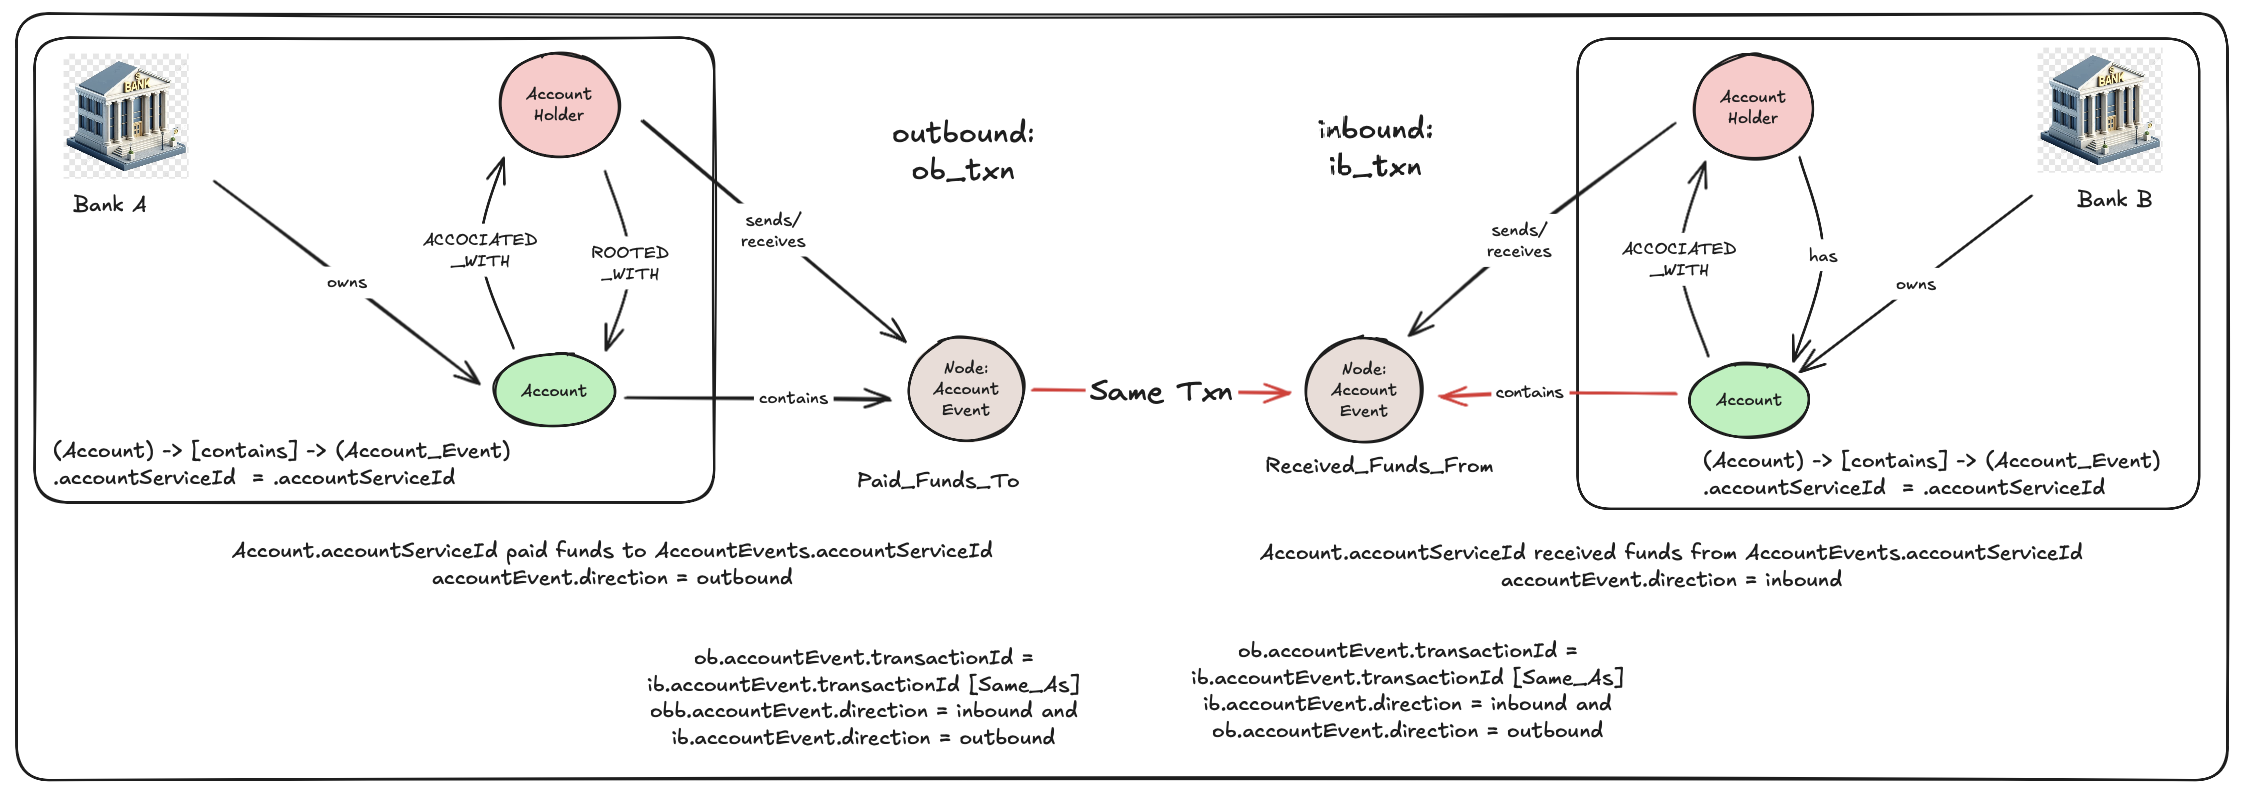 BANK
Bank A
Account
Holder
ACCOCIATED
_WITH
ROOTED
_WITH
owns
Account
(Account) -> [contains] -> (Account_Event)
.accountServiceId = .accountServiceId
sends/
receives
contains
outbound:
ob_txn
Node:
Account
Event
Paid_Funds_To
Same Txn
inbound:
ib_txn
Node:
Account
Event
Received_Funds_From
sends/
receives
contains
Account
Holder
ACCOCIATED
_WITH
has
owns
Account
BANK
Bank B
(Account) -> [contains] -> (Account_Event)
.accountServiceId = .accountServiceId
Account.accountServiceId paid funds to AccountEvents.accountServiceId
accountEvent.direction = outbound
Account.accountServiceId received funds from AccountEvents.accountServiceId
accountEvent.direction = inbound
ob.accountEvent.transactionId =
ib.accountEvent.transactionId [Same_As]
obb.accountEvent.direction = inbound and
ib.accountEvent.direction = outbound
ob.accountEvent.transactionId =
ib.accountEvent.transactionId [Same_As]
ib.accountEvent.direction = inbound and
ob.accountEvent.direction = outbound